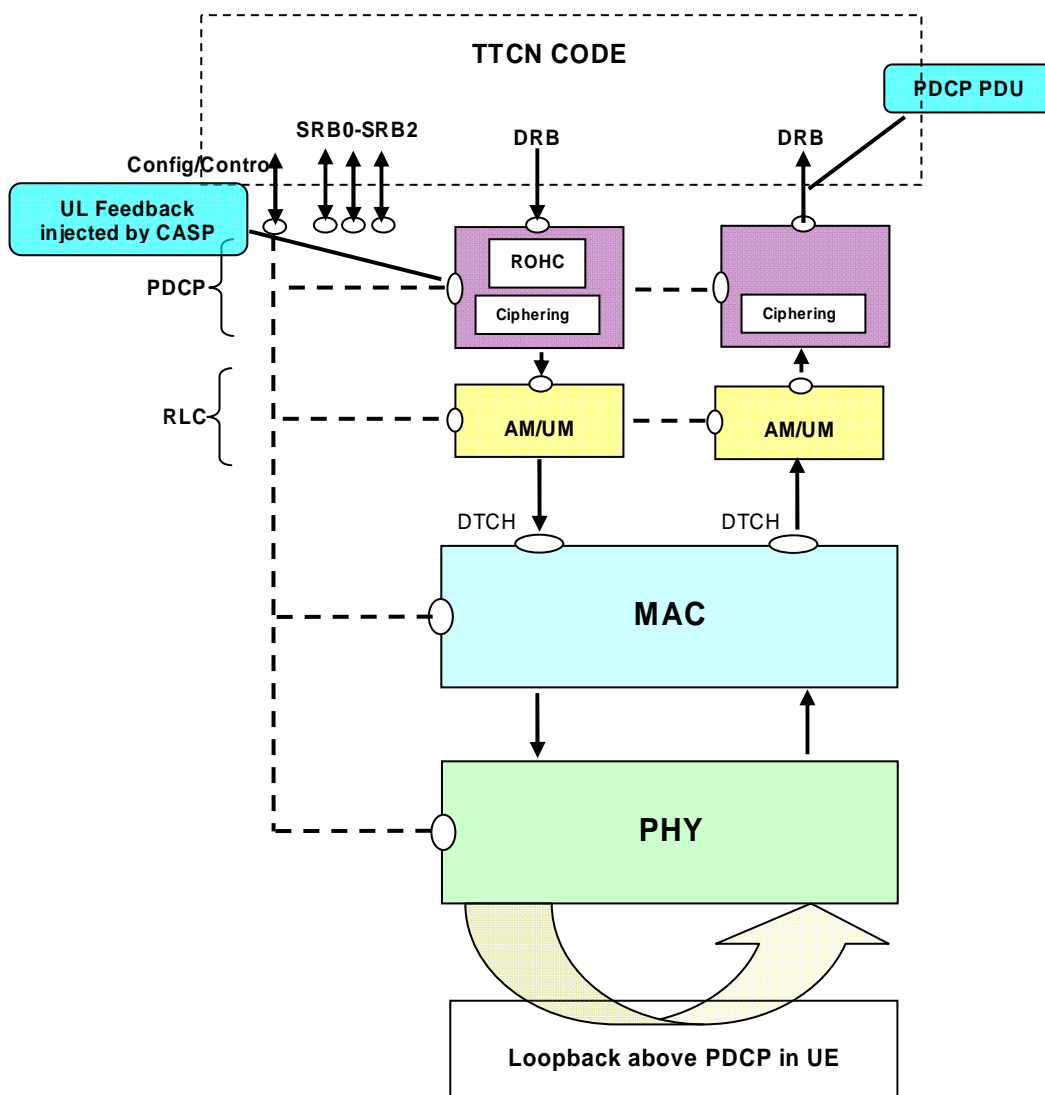 TTCN CODE
PDCP PDU
SRB0-SRB2
DRB
DRB
Config/Contro
UL Feedback
injected by CASP
ROHC
PDCP
Ciphering
Ciphering
RLC
AM/UM
AM/UM
DTCH
DTCH
MAC
PHY
Loopback above PDCP in UE